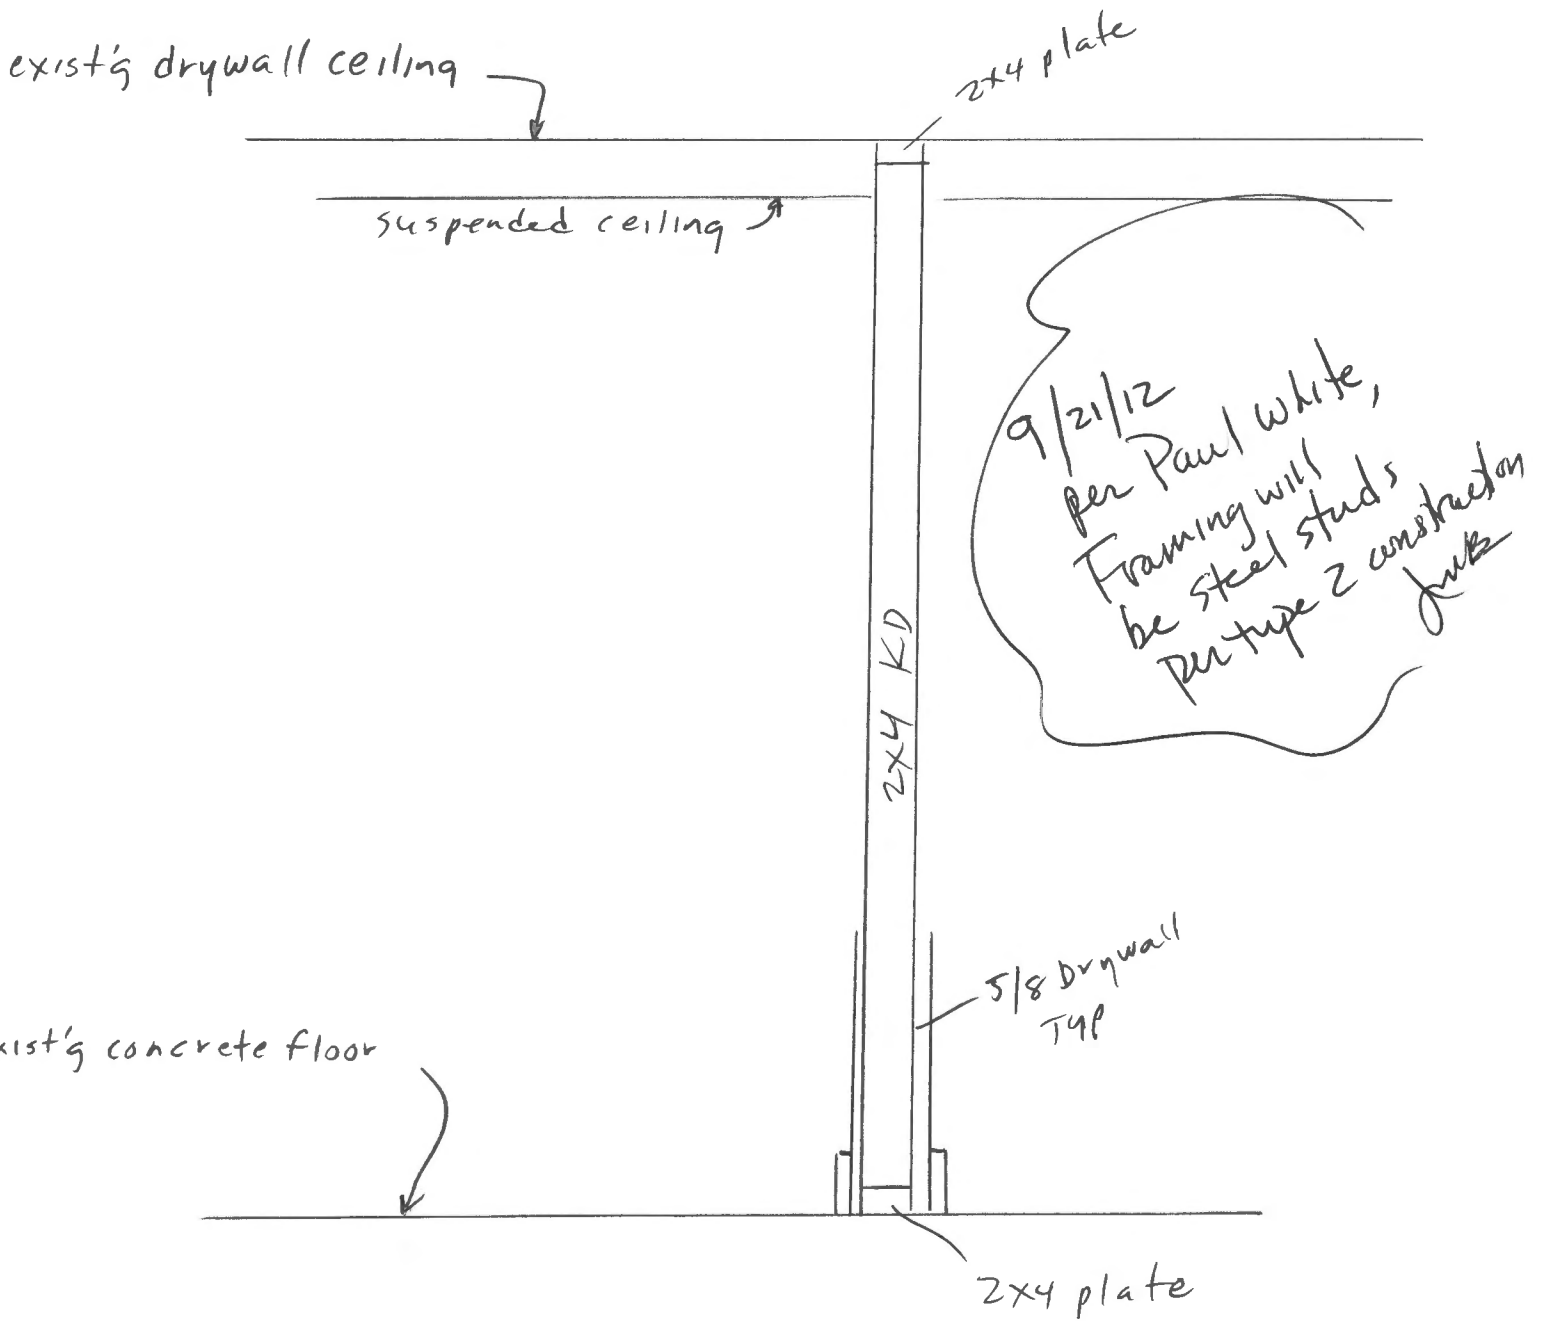 2x4 plate
exist'g drywall ceiling
suspended ceiling
9/21/12
per Paul White,
Framing will
be steel studs
per type 2 construction
2x4 KD
5/8 Drywall
TYP
xist'g concrete floor
2x4 plate